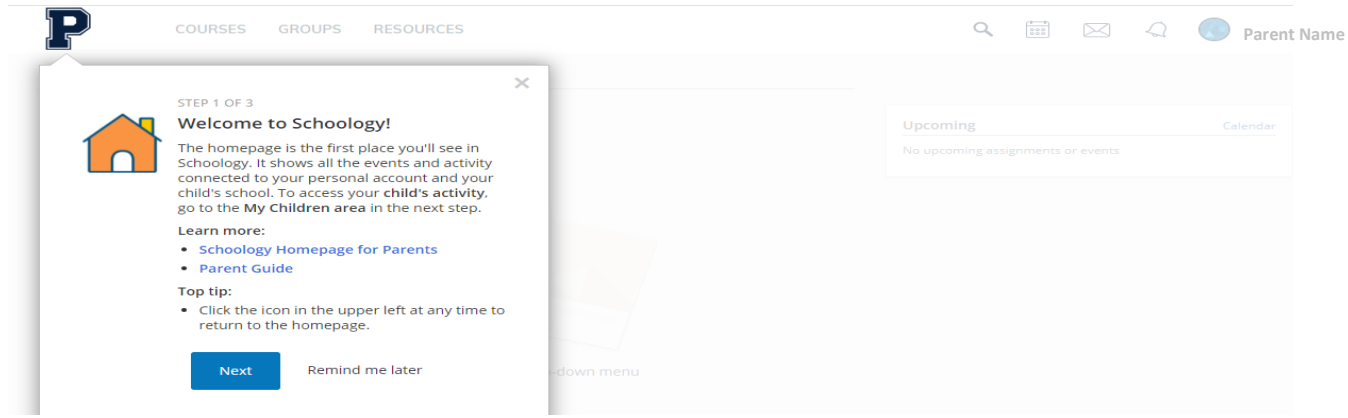 P
COURSES GROUPS RESOURCES
Parent Name
STEP 1 OF 3
Welcome to Schoology!
The homepage is the first place you'll see in
Schoology. It shows all the events and activity
connected to your personal account and your
child's school. To access your child's activity,
go to the My Children area in the next step.
Learn more:
• Schoology Homepage for Parents
• Parent Guide
Top tip:
• Click the icon in the upper left at any time to
return to the homepage.
Next Remind me later
Upcoming Calendar
No upcoming assignments or events
-down menu